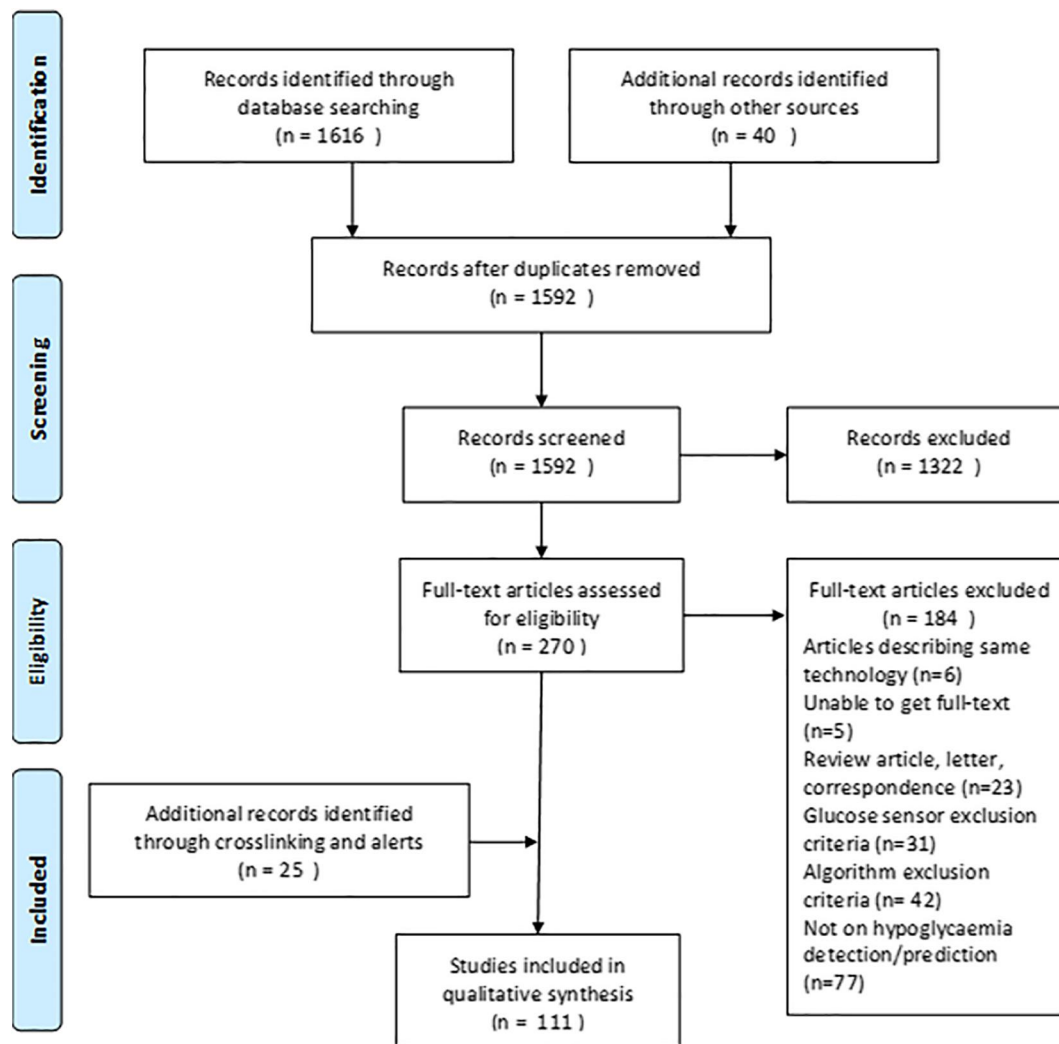 Identification
Records identified through
database searching
(n = 1616 )
Additional records identified
through other sources
(n = 40 )
Records after duplicates removed
(n = 1592 )
Screening
Records screened
(n = 1592 )
Records excluded
(n = 1322 )
Eligibility
Full-text articles assessed
for eligibility
(n = 270 )
Full-text articles excluded
(n = 184 )
Articles describing same
technology (n=6)
Unable to get full-text
(n=5)
Review article, letter,
correspondence (n=23)
Glucose sensor exclusion
criteria (n=31)
Algorithm exclusion
criteria (n= 42)
Not on hypoglycaemia
detection/prediction
(n=77)
Included
Additional records identified
through crosslinking and alerts
(n = 25 )
Studies included in
qualitative synthesis
(n = 111 )